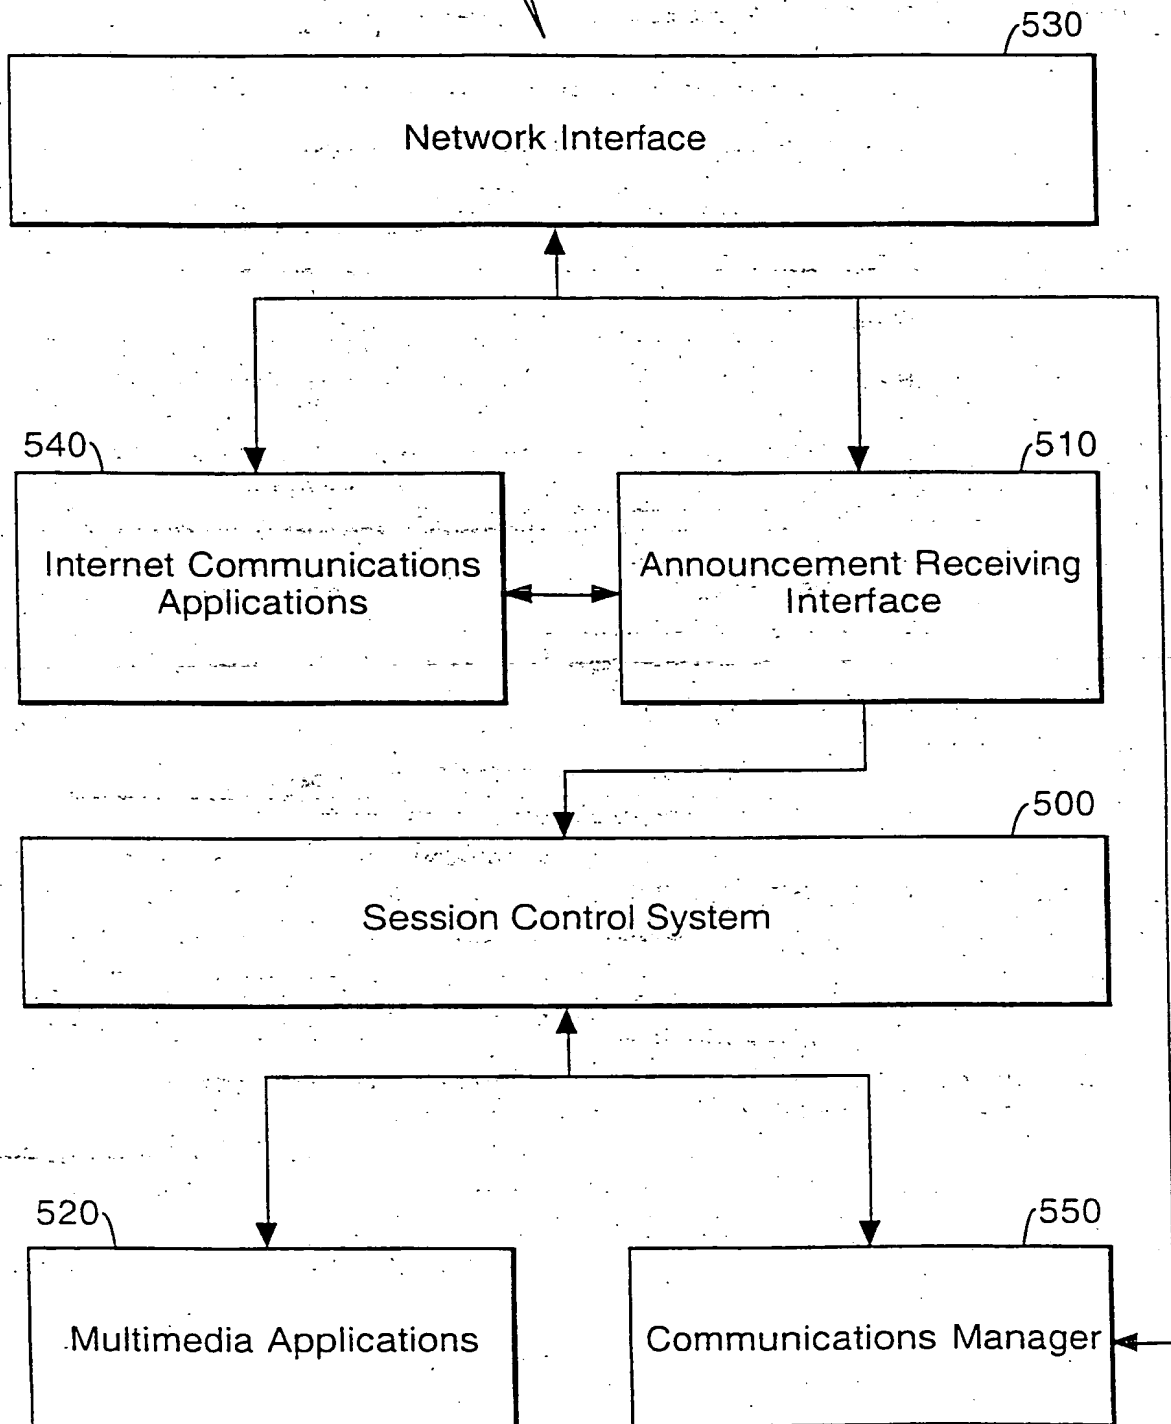 530
Network Interface
540
510
Internet Communications
Applications
Announcement Receiving
Interface
500
Session Control System
520
550
Multimedia Applications
Communications Manager